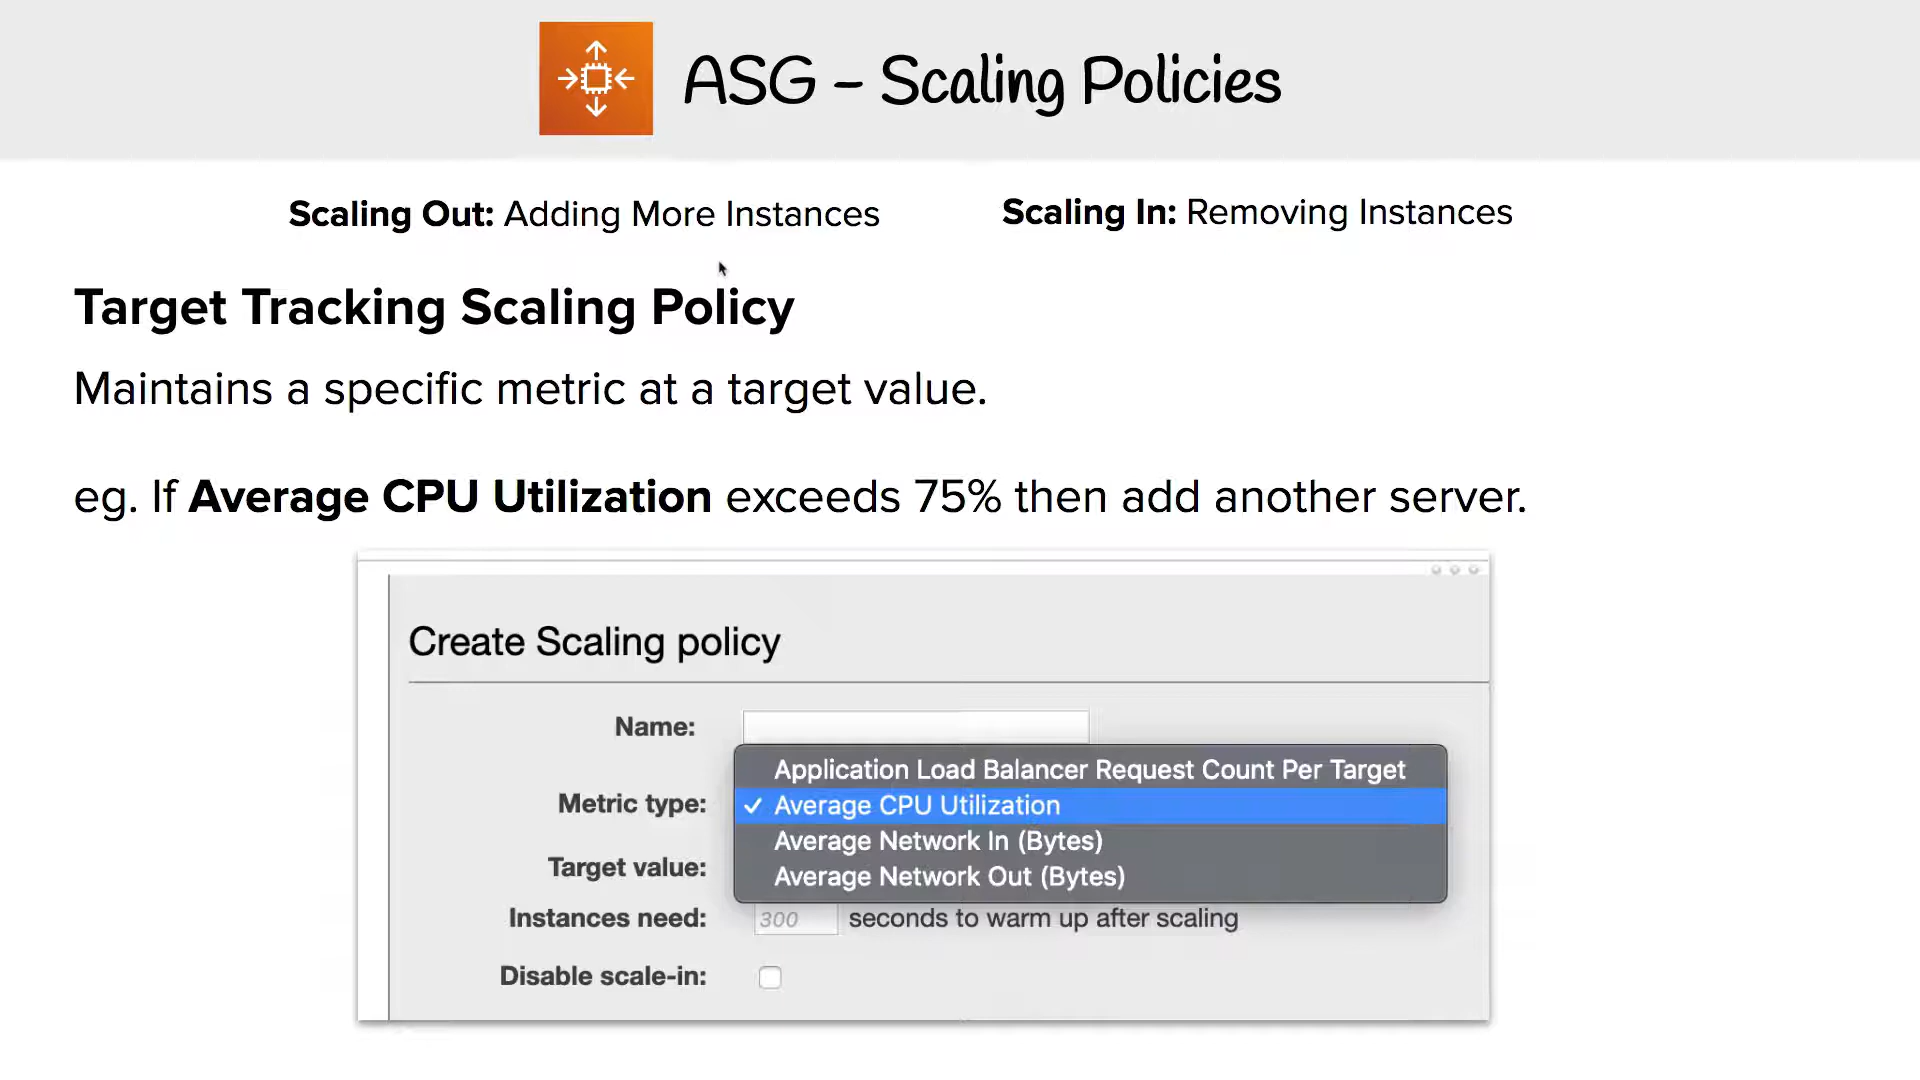 ASG – Scaling Policies
Scaling Out: Adding More Instances
Scaling In: Removing Instances
Target Tracking Scaling Policy
Maintains a specific metric at a target value.
eg. If Average CPU Utilization exceeds 75% then add another server.
Create Scaling policy
Name:
Application Load Balancer Request Count Per Target
Metric type:
✓ Average CPU Utilization
Average Network In (Bytes)
Target value:
Average Network Out (Bytes)
Instances need: 300 seconds to warm up after scaling
Disable scale-in: